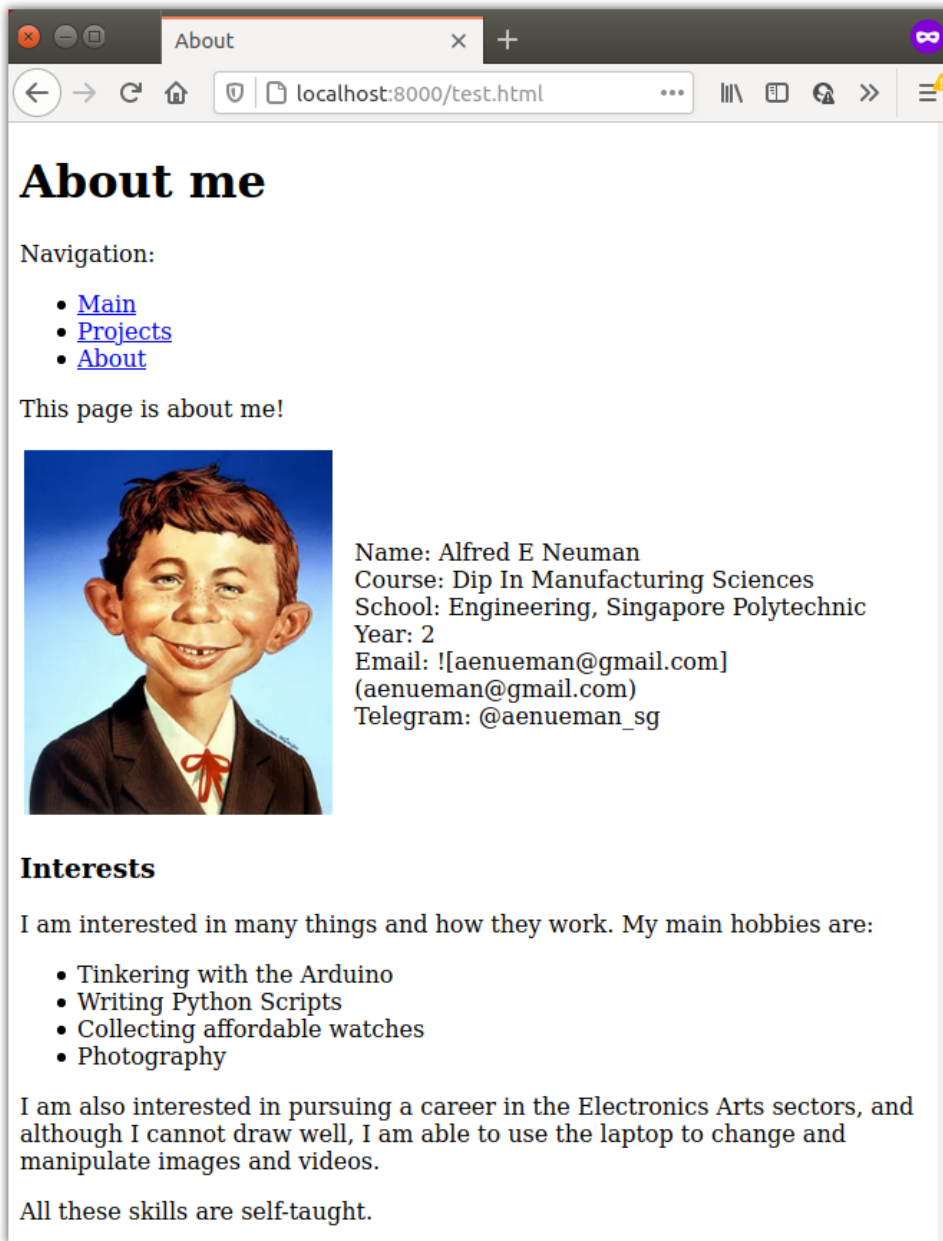 About
localhost:8000/test.html
About me
Navigation:
Main
Projects
About
This page is about me!
Name: Alfred E Neuman
Course: Dip In Manufacturing Sciences
School: Engineering, Singapore Polytechnic
Year: 2
Email: ![aenueman@gmail.com]
(aenueman@gmail.com)
Telegram: @aenueman_sg
Interests
I am interested in many things and how they work. My main hobbies are:
Tinkering with the Arduino
Writing Python Scripts
Collecting affordable watches
Photography
I am also interested in pursuing a career in the Electronics Arts sectors, and
although I cannot draw well, I am able to use the laptop to change and
manipulate images and videos.
All these skills are self-taught.